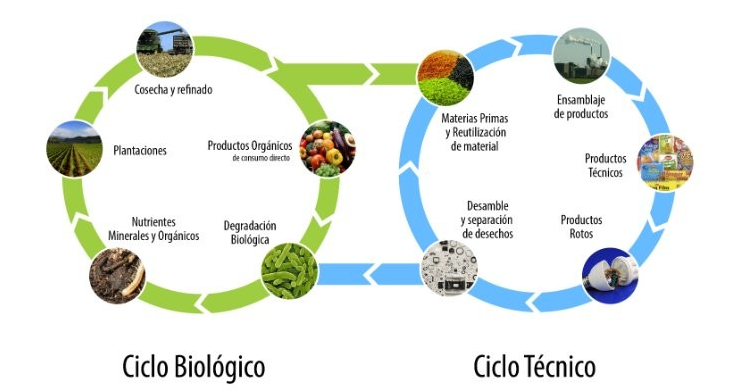 Cosecha y refinado
Plantaciones
Productos Orgánicos
de consumo directo
Nutrientes
Minerales y Orgánicos
Degradación
Biológica
Materias Primas
y Reutilización
de material
Ensamblaje
de productos
Productos
Técnicos
Desamble
y separación
de desechos
Productos
Rotos
Ciclo Biológico
Ciclo Técnico